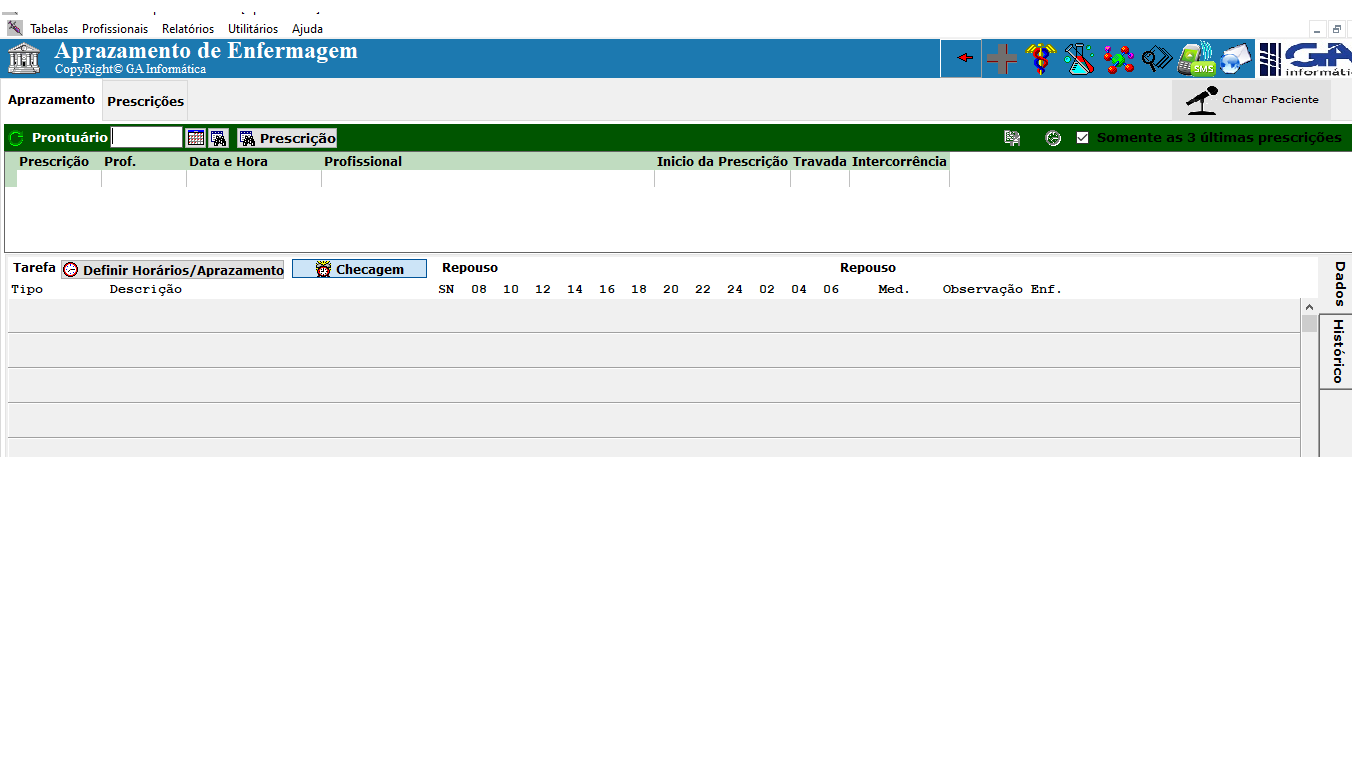 Tabelas Profissionais Relatórios Utilitários Ajuda
Aprazamento de Enfermagem
CopyRight© GA Informática
SMS
GA
informáti
Aprazamento Prescrições
Chamar Paciente
Prontuário Prescrição Somente as 3 últimas prescrições
Prescrição Prof. Data e Hora Profissional Inicio da Prescrição Travada Intercorrência
Tarefa Definir Horários/Aprazamento Checagem Repouso Repouso
Tipo Descrição SN 08 10 12 14 16 18 20 22 24 02 04 06 Med. Observação Enf.
Dados
Histórico